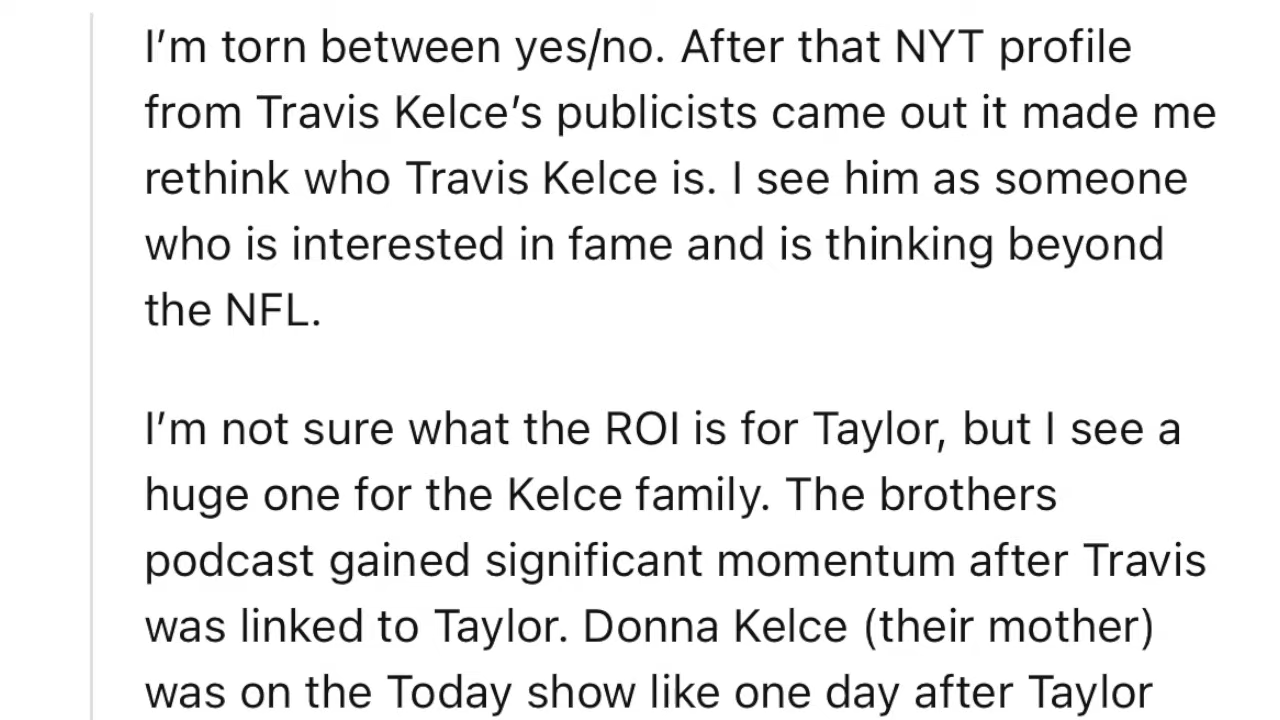 I’m torn between yes/no. After that NYT profile
from Travis Kelce’s publicists came out it made me
rethink who Travis Kelce is. I see him as someone
who is interested in fame and is thinking beyond
the NFL.
I’m not sure what the ROI is for Taylor, but I see a
huge one for the Kelce family. The brothers
podcast gained significant momentum after Travis
was linked to Taylor. Donna Kelce (their mother)
was on the Today show like one day after Taylor